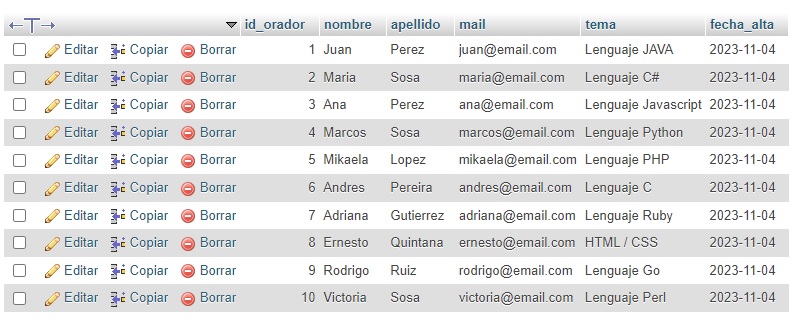 id_orador nombre apellido mail tema fecha_alta
Editar Copiar Borrar 1 Juan Perez juan@email.com Lenguaje JAVA 2023-11-04
Editar Copiar Borrar 2 Maria Sosa maria@email.com Lenguaje C# 2023-11-04
Editar Copiar Borrar 3 Ana Perez ana@email.com Lenguaje Javascript 2023-11-04
Editar Copiar Borrar 4 Marcos Sosa marcos@email.com Lenguaje Python 2023-11-04
Editar Copiar Borrar 5 Mikaela Lopez mikaela@email.com Lenguaje PHP 2023-11-04
Editar Copiar Borrar 6 Andres Pereira andres@email.com Lenguaje C 2023-11-04
Editar Copiar Borrar 7 Adriana Gutierrez adriana@email.com Lenguaje Ruby 2023-11-04
Editar Copiar Borrar 8 Ernesto Quintana ernesto@email.com HTML / CSS 2023-11-04
Editar Copiar Borrar 9 Rodrigo Ruiz rodrigo@email.com Lenguaje Go 2023-11-04
Editar Copiar Borrar 10 Victoria Sosa victoria@email.com Lenguaje Perl 2023-11-04